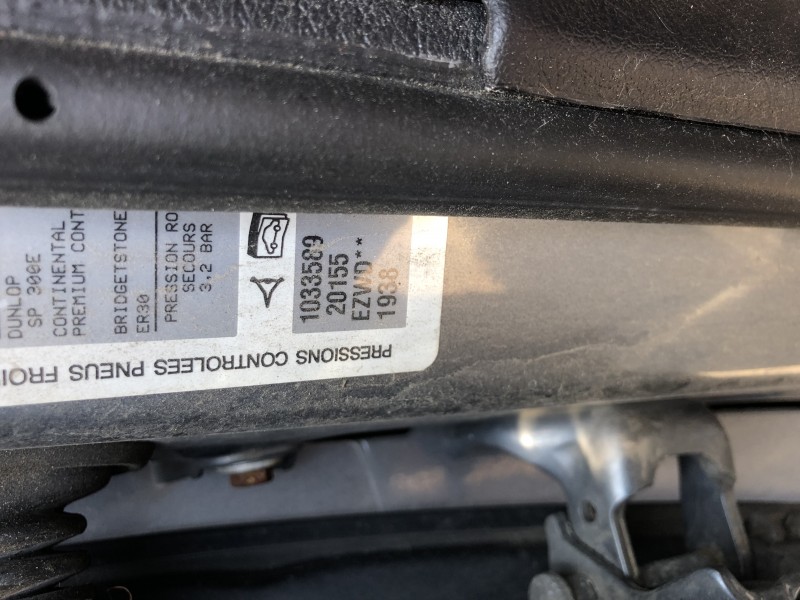 DUNLOP
SP 300E
CONTINENTAL
PREMIUM CONT
BRIDGETSTONE
ER30
PRESSION RO
SECOURS
3,2 BAR
1033589
20155
EZWD**
1938
PRESSIONS CONTROLEES PNEUS FROI